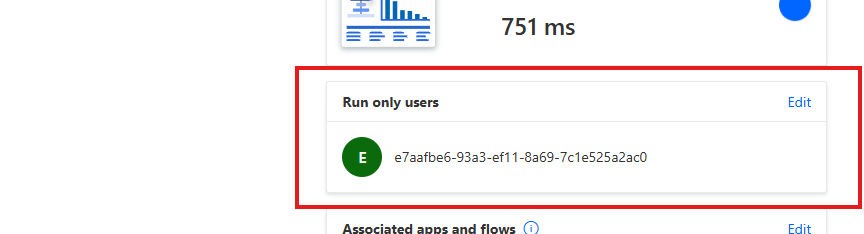 751 ms
Run only users
Edit
E
e7aafbe6-93a3-ef11-8a69-7c1e525a2ac0
Associated apps and flows
Edit